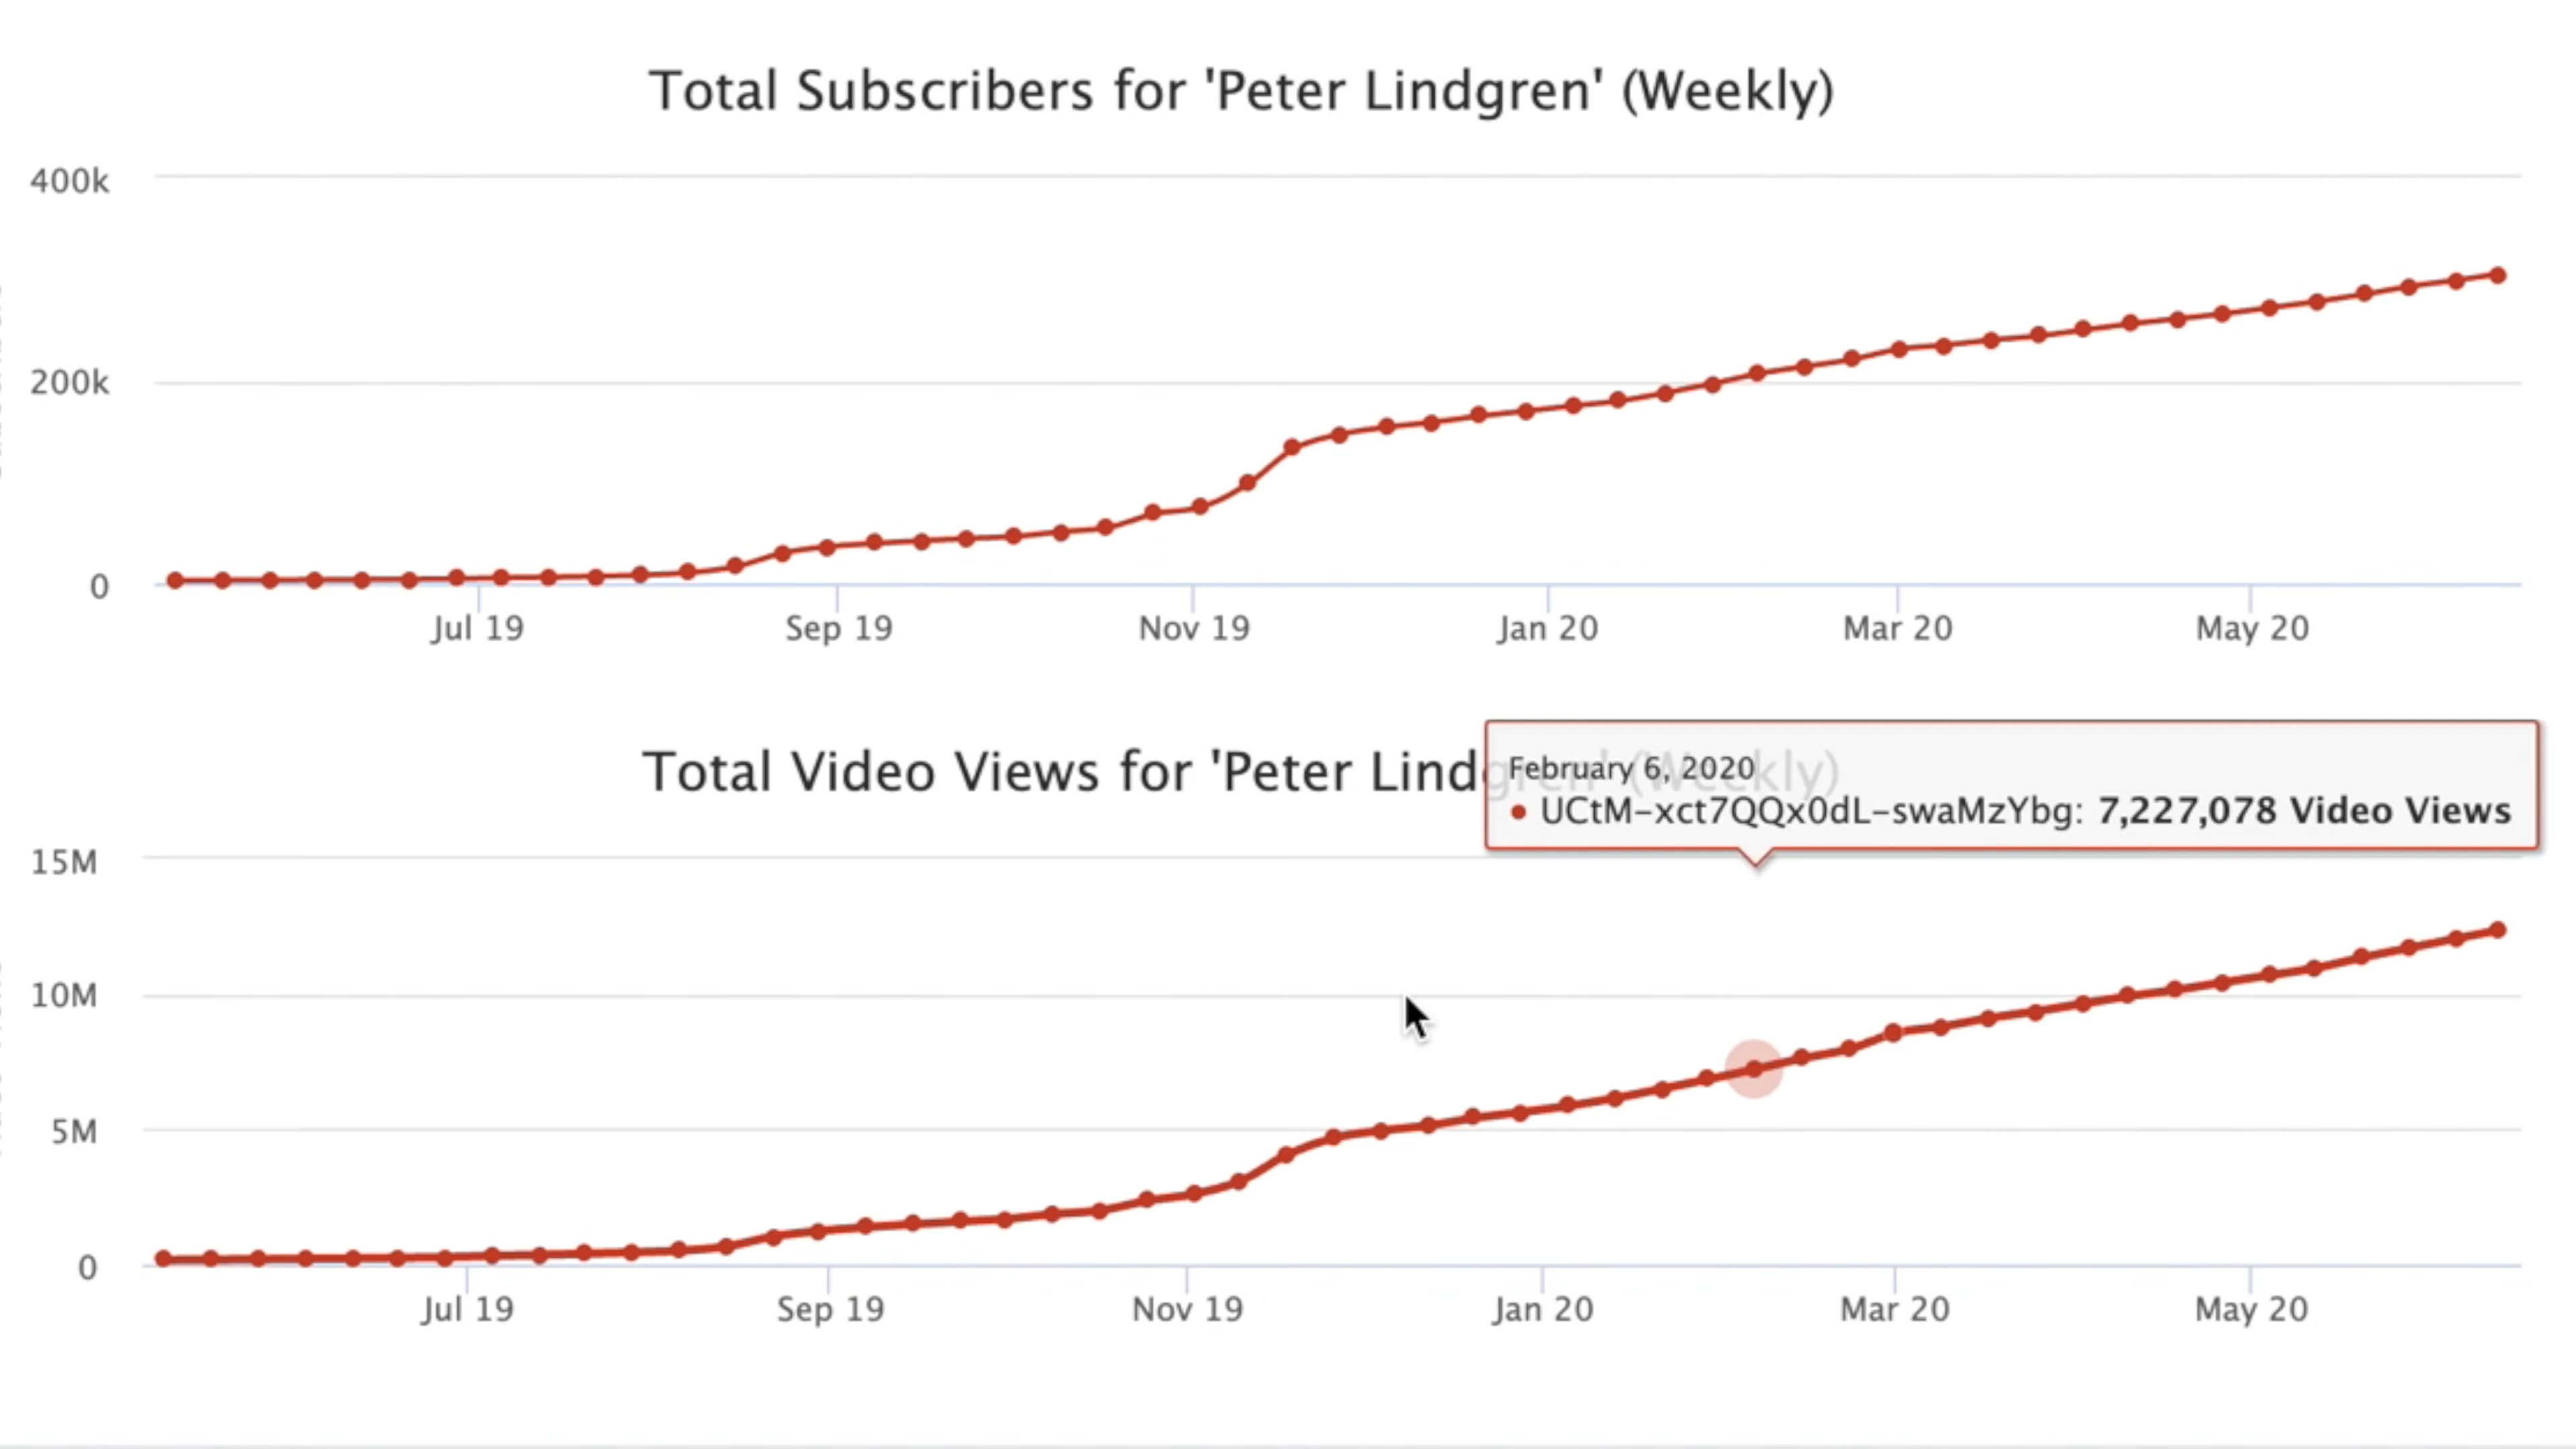 Total Subscribers for 'Peter Lindgren' (Weekly)
400k
200k
0
Jul 19 Sep 19 Nov 19 Jan 20 Mar 20 May 20
Total Video Views for 'Peter Lindgren' (Weekly)
February 6, 2020
UCtM-xct7QQx0dL-swaMzYbg: 7,227,078 Video Views
15M
10M
5M
0
Jul 19 Sep 19 Nov 19 Jan 20 Mar 20 May 20